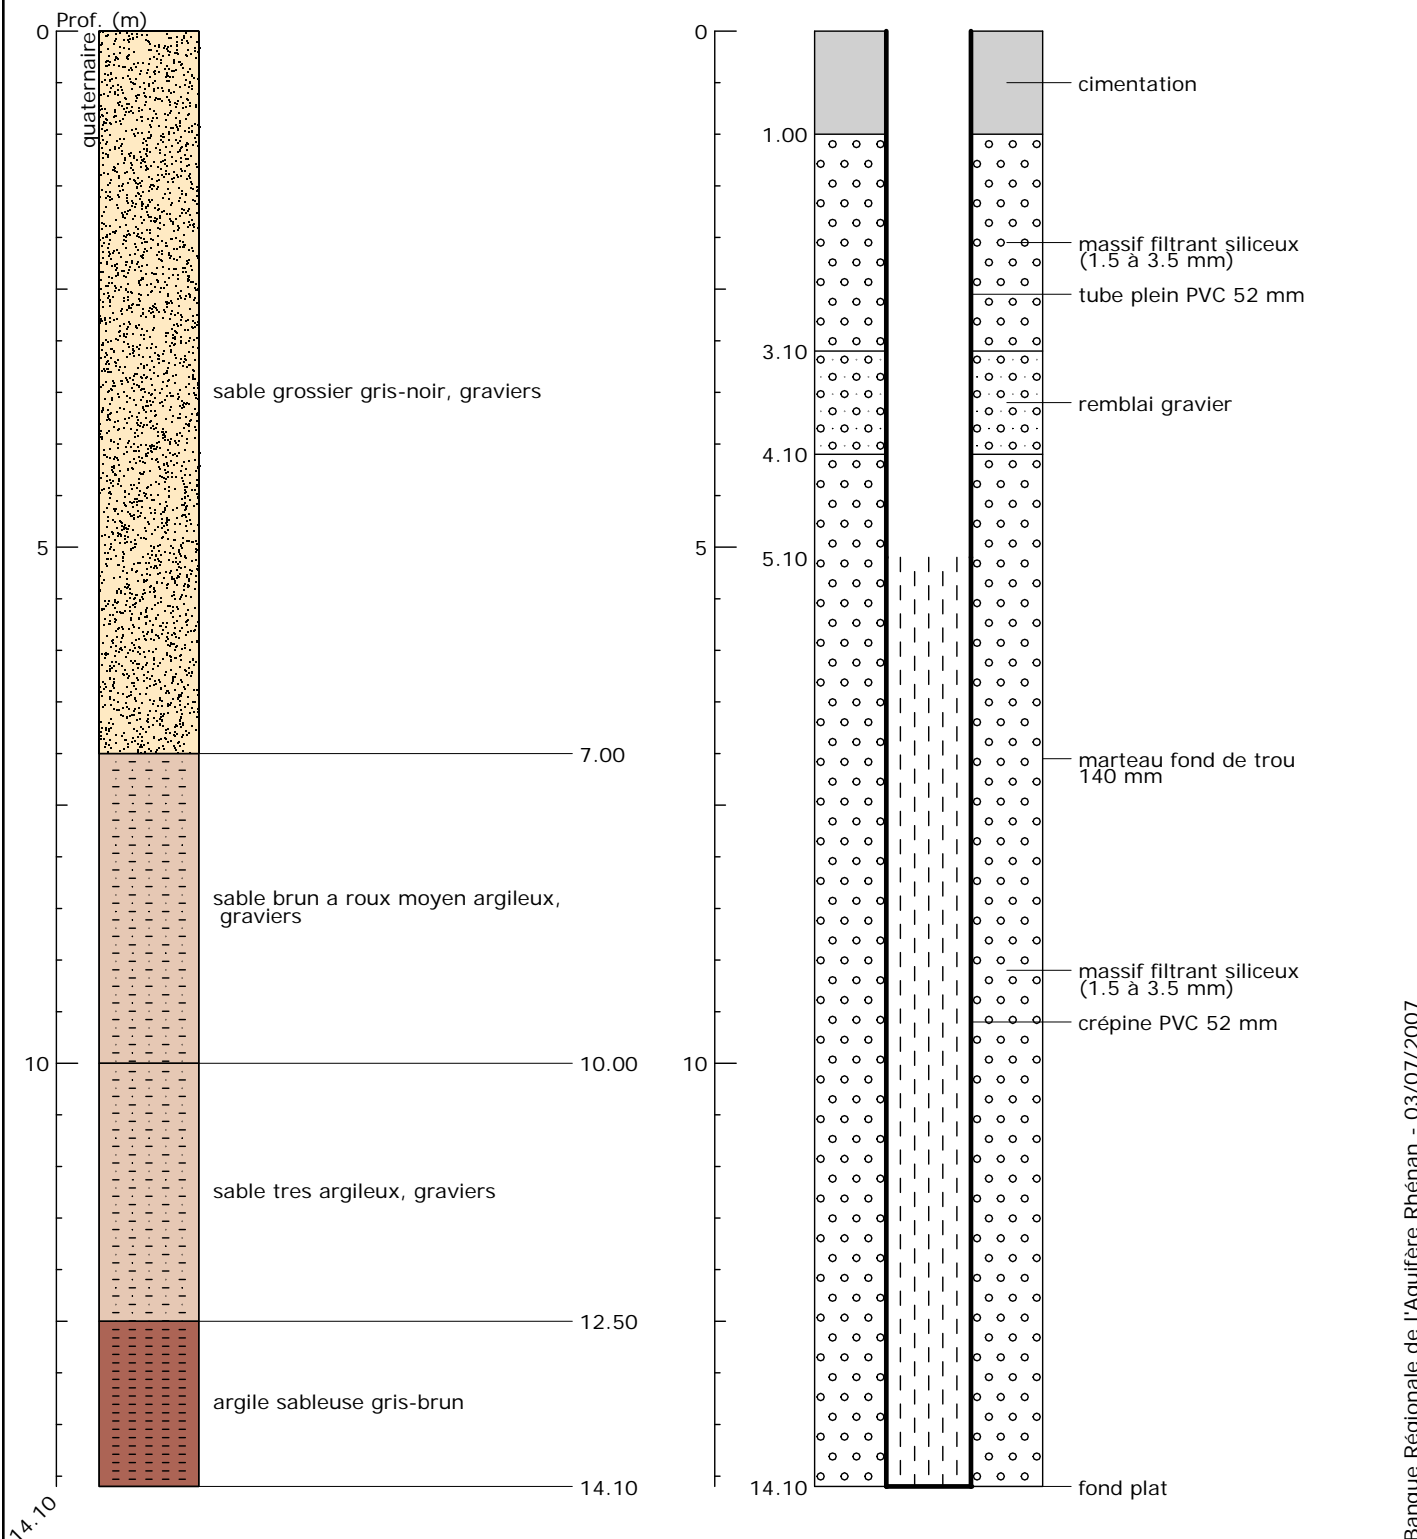 Prof. (m)
quaternaire
0
5
10
14.10
sable grossier gris-noir, graviers
7.00
sable brun a roux moyen argileux,
graviers
10.00
sable tres argileux, graviers
12.50
argile sableuse gris-brun
14.10
0
5
10
1.00
3.10
4.10
5.10
14.10
cimentation
massif filtrant siliceux
(1.5 à 3.5 mm)
tube plein PVC 52 mm
remblai gravier
marteau fond de trou
140 mm
massif filtrant siliceux
(1.5 à 3.5 mm)
crépine PVC 52 mm
fond plat
Banque Régionale de l'Aquifère Rhénan - 03/07/2007